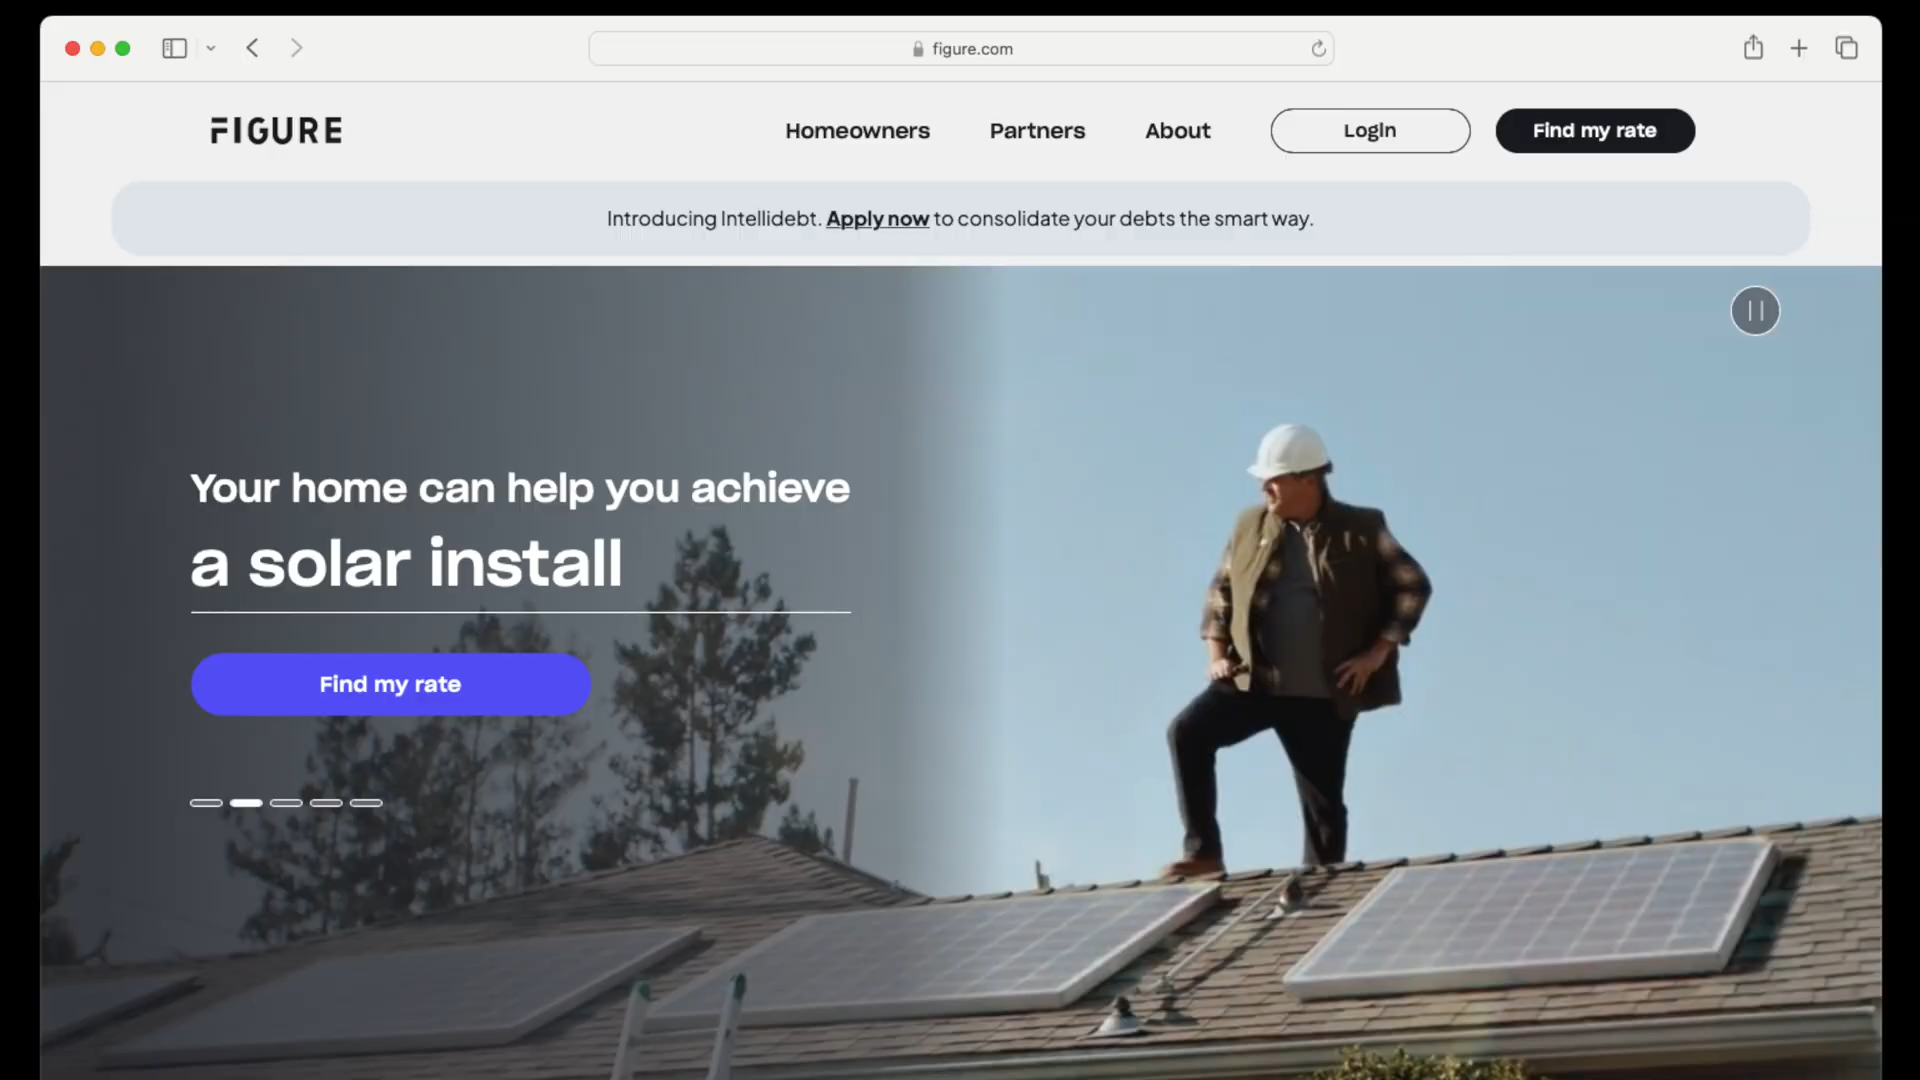 figure.com
FIGURE
Homeowners
Partners
About
Login
Find my rate
Introducing Intellidebt. Apply now to consolidate your debts the smart way.
Your home can help you achieve
a solar install
Find my rate